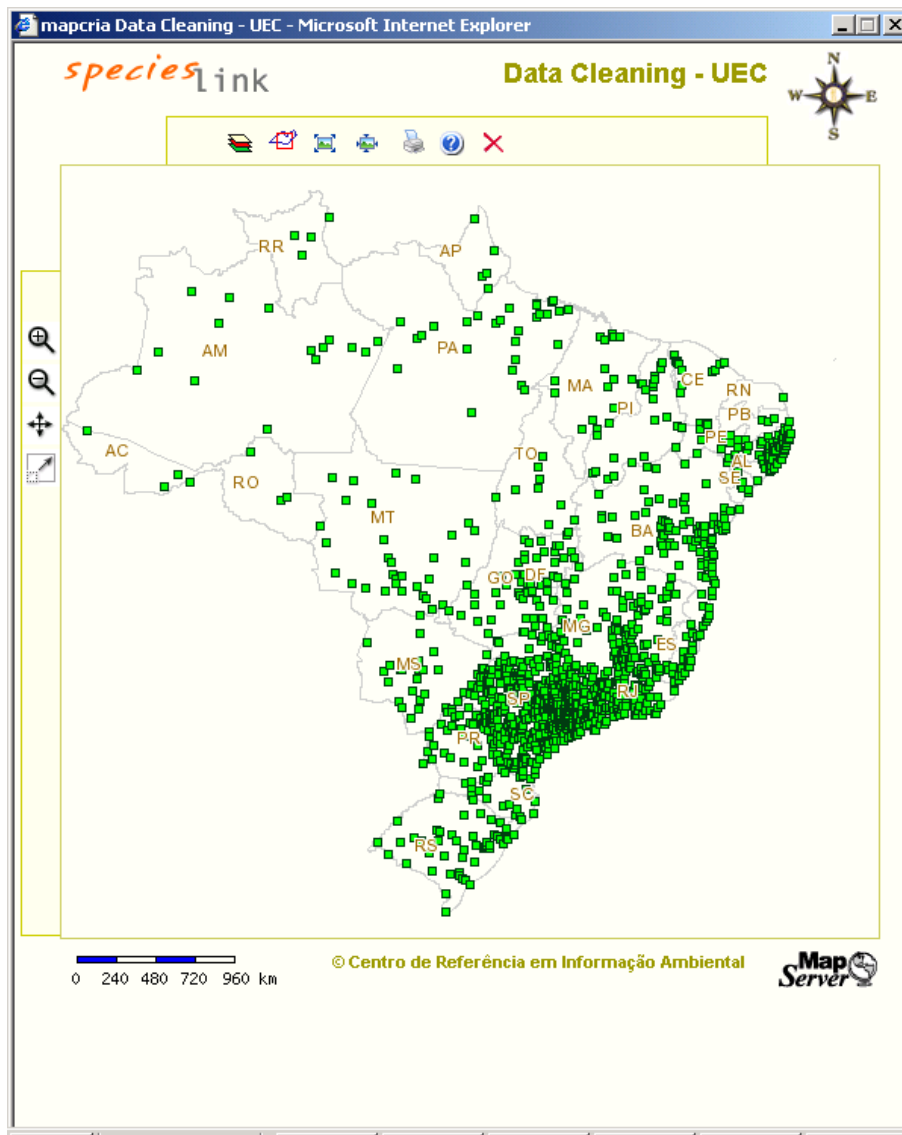 mapcria Data Cleaning - UEC - Microsoft Internet Explorer
species link
Data Cleaning - UEC
N
W
E
S
RR
AP
AM
PA
MA
CE
RN
PI
PB
PE
AC
TO
AL
RO
SE
MT
BA
GO
DF
MG
ES
MS
SP
RJ
PR
SC
RS
0 240 480 720 960 km
© Centro de Referência em Informação Ambiental
Map
Server